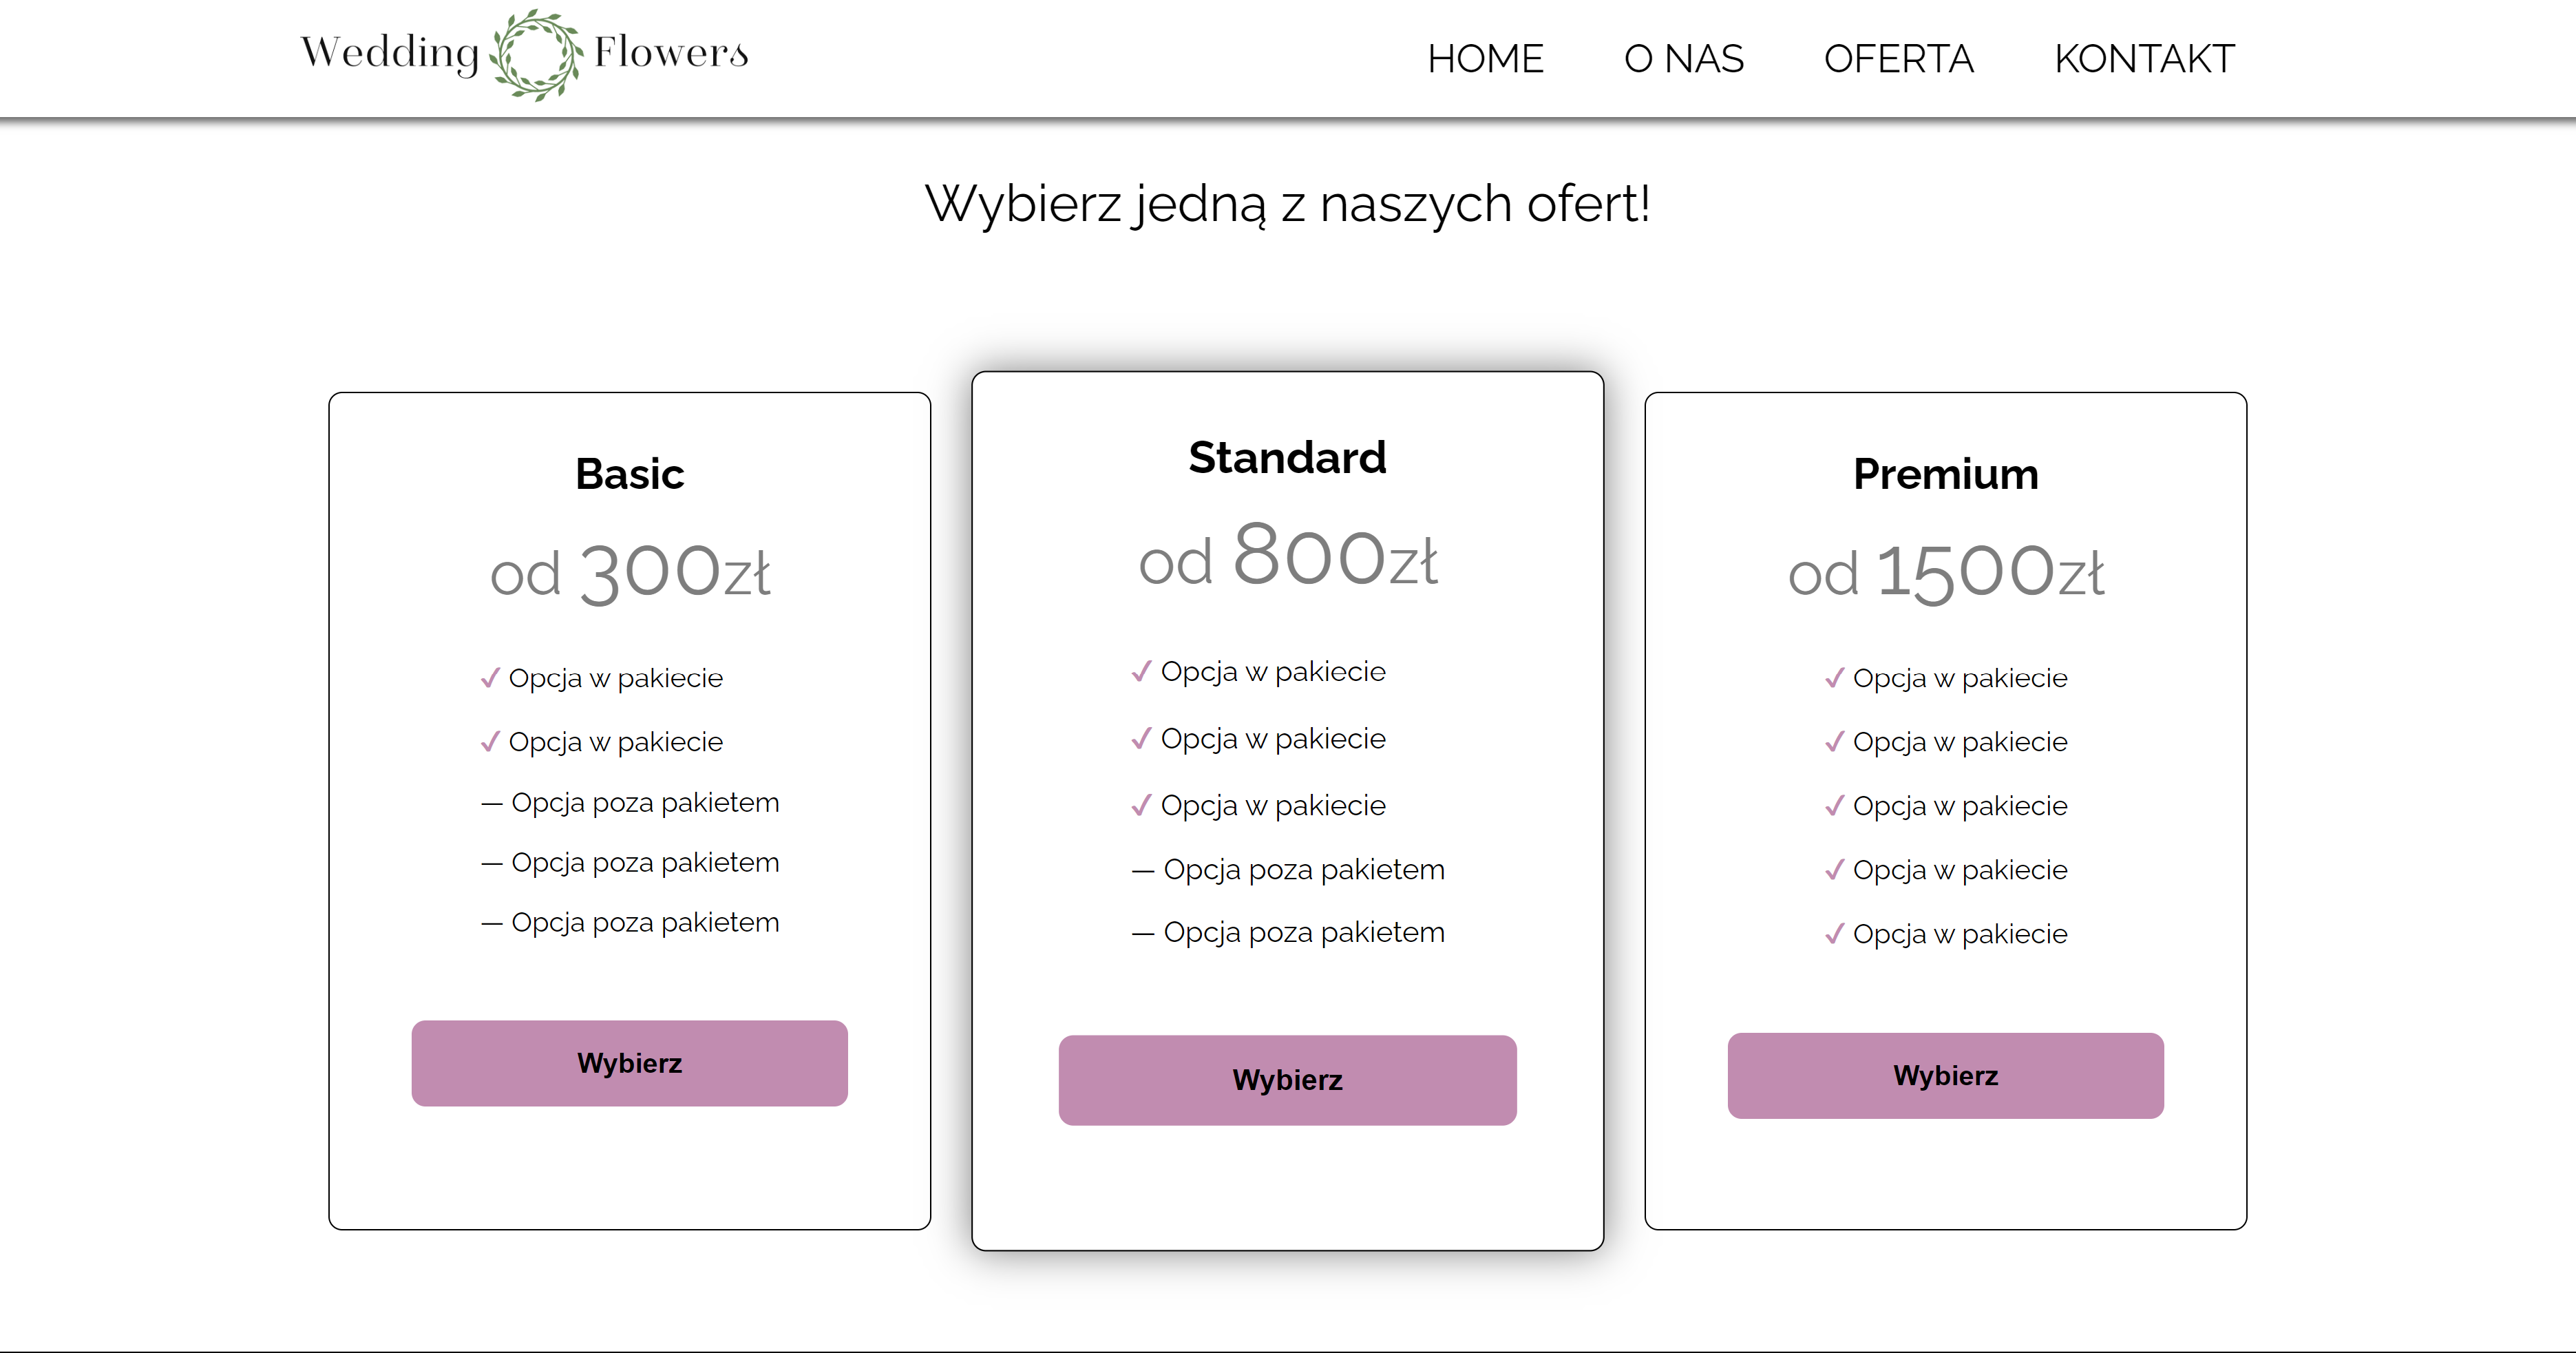 Wedding Flowers
HOME O NAS OFERTA KONTAKT
Wybierz jedną z naszych ofert!
Basic
od 300zł
✓ Opcja w pakiecie
✓ Opcja w pakiecie
— Opcja poza pakietem
— Opcja poza pakietem
— Opcja poza pakietem
Wybierz
Standard
od 800zł
✓ Opcja w pakiecie
✓ Opcja w pakiecie
✓ Opcja w pakiecie
— Opcja poza pakietem
— Opcja poza pakietem
Wybierz
Premium
od 1500zł
✓ Opcja w pakiecie
✓ Opcja w pakiecie
✓ Opcja w pakiecie
✓ Opcja w pakiecie
✓ Opcja w pakiecie
Wybierz